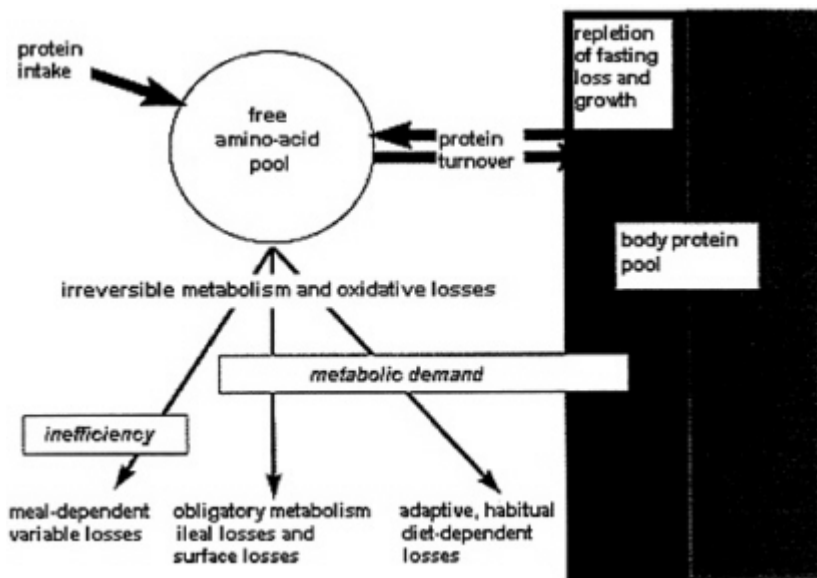 protein
intake
free
amino-acid
pool
protein
turnover
repletion
of fasting
loss and
growth
body protein
pool
irreversible metabolism and oxidative losses
metabolic demand
inefficiency
meal-dependent
variable losses
obligatory metabolism
ileal losses and
surface losses
adaptive, habitual
diet-dependent
losses